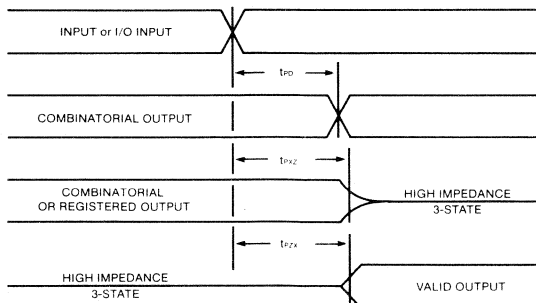 INPUT or I/O INPUT
tPD
COMBINATORIAL OUTPUT
tPXZ
COMBINATORIAL
OR REGISTERED OUTPUT
HIGH IMPEDANCE
3-STATE
tPZX
HIGH IMPEDANCE
3-STATE
VALID OUTPUT